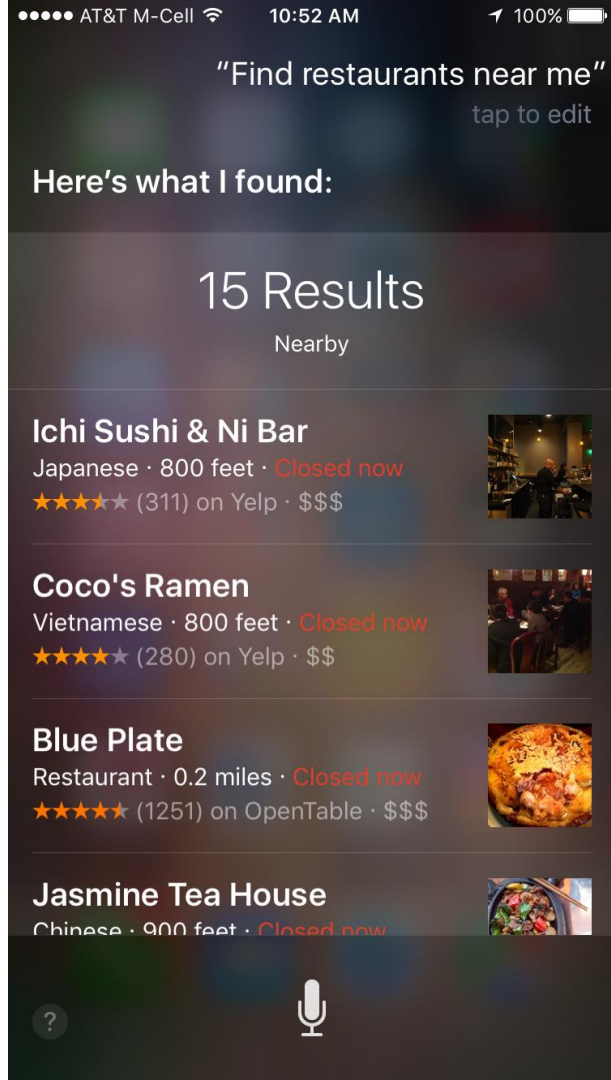 AT&T M-Cell 10:52 AM 100%
“Find restaurants near me”
tap to edit
Here’s what I found:
15 Results
Nearby
Ichi Sushi & Ni Bar
Japanese · 800 feet · Closed now
(311) on Yelp · $$$
Coco's Ramen
Vietnamese · 800 feet · Closed now
(280) on Yelp · $$
Blue Plate
Restaurant · 0.2 miles · Closed now
(1251) on OpenTable · $$$
Jasmine Tea House
Chinese · 900 feet · Closed now
?